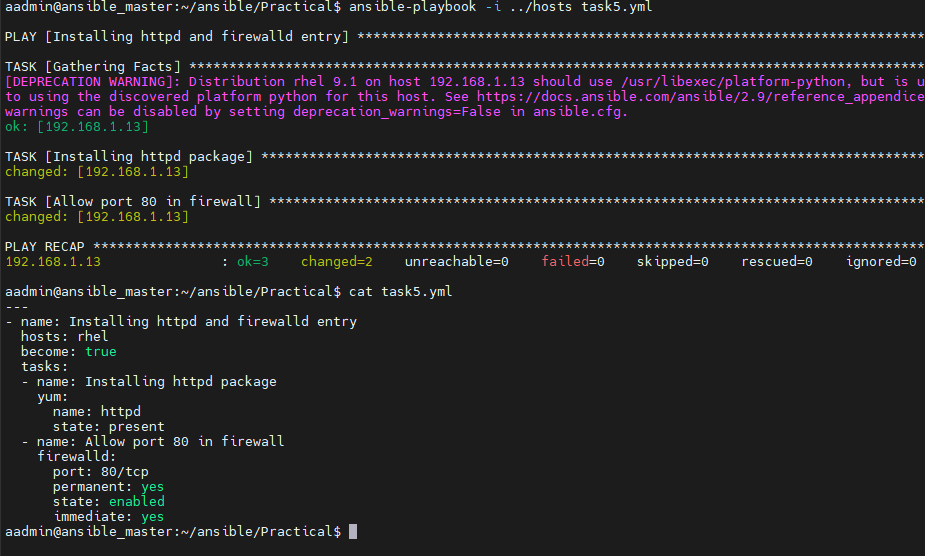 aadmin@ansible_master:~/ansible/Practical$ ansible-playbook -i ../hosts task5.yml
PLAY [Installing httpd and firewalld entry] ***********************************************************************
TASK [Gathering Facts] ********************************************************************************************
[DEPRECATION WARNING]: Distribution rhel 9.1 on host 192.168.1.13 should use /usr/libexec/platform-python, but is u
to using the discovered platform python for this host. See https://docs.ansible.com/ansible/2.9/reference_appendice
warnings can be disabled by setting deprecation_warnings=False in ansible.cfg.
ok: [192.168.1.13]
TASK [Installing httpd package] ***********************************************************************************
changed: [192.168.1.13]
TASK [Allow port 80 in firewall] **********************************************************************************
changed: [192.168.1.13]
PLAY RECAP ********************************************************************************************************
192.168.1.13               : ok=3    changed=2    unreachable=0    failed=0    skipped=0    rescued=0    ignored=0
aadmin@ansible_master:~/ansible/Practical$ cat task5.yml
---
- name: Installing httpd and firewalld entry
  hosts: rhel
  become: true
  tasks:
  - name: Installing httpd package
    yum:
      name: httpd
      state: present
  - name: Allow port 80 in firewall
    firewalld:
      port: 80/tcp
      permanent: yes
      state: enabled
      immediate: yes
aadmin@ansible_master:~/ansible/Practical$